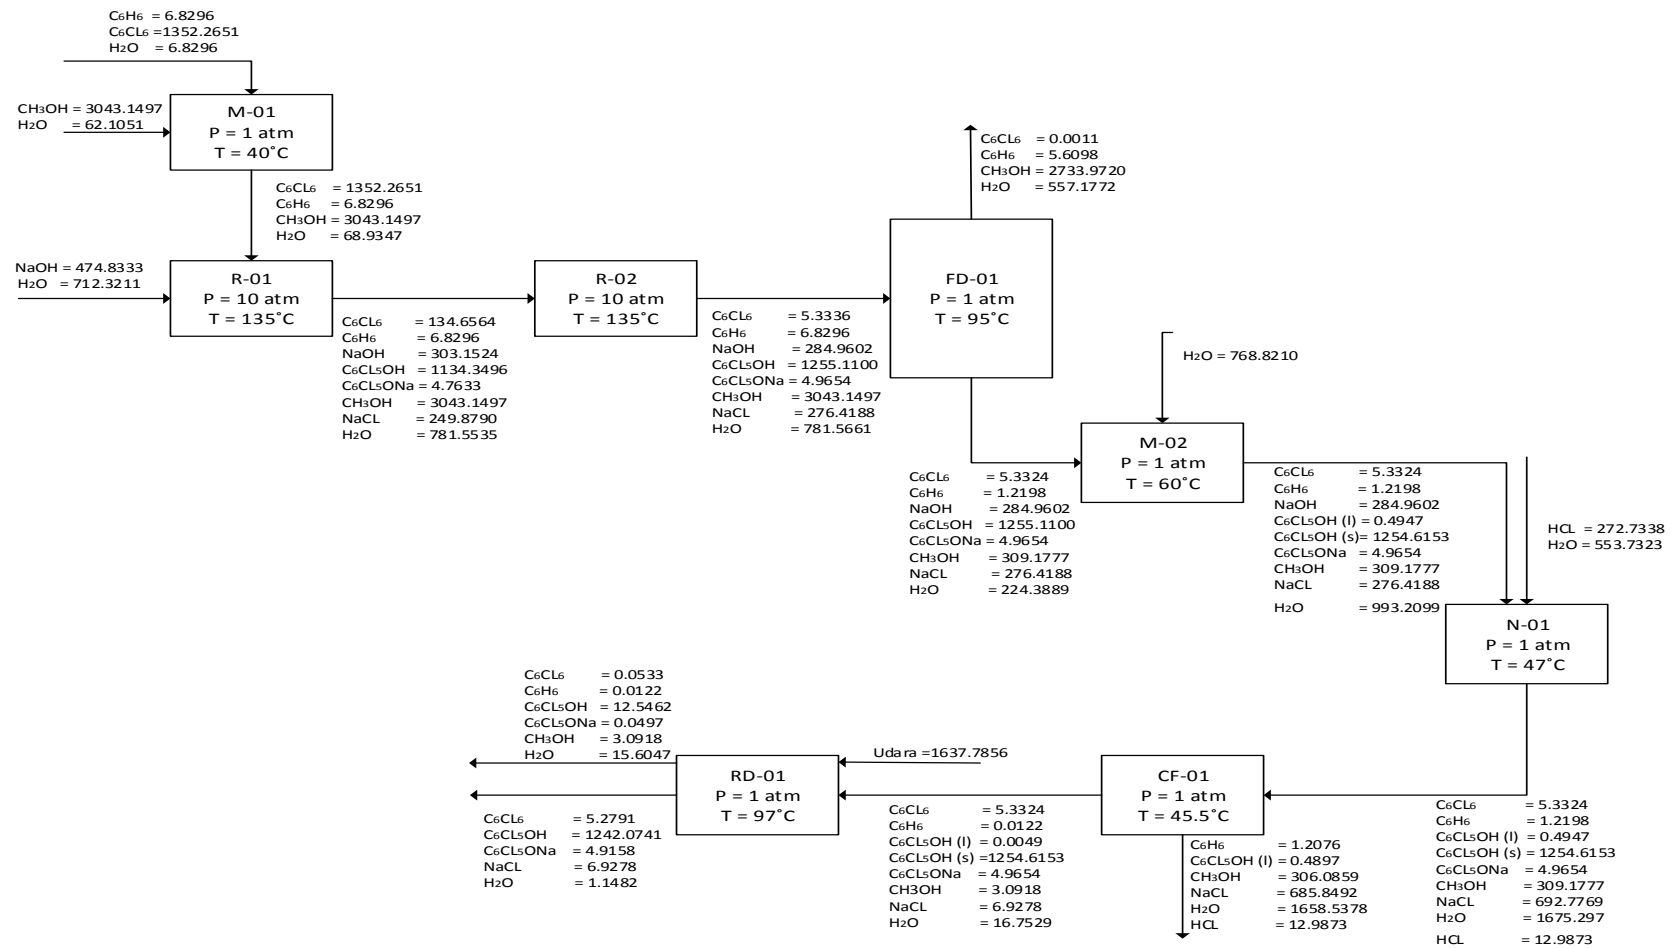 C₆H₆ = 6.8296
C₆CL₆ =1352.2651
H₂O = 6.8296
CH₃OH = 3043.1497
H₂O = 62.1051
M-01
P = 1 atm
T = 40˚C
C₆CL₆ = 1352.2651
C₆H₆ = 6.8296
CH₃OH = 3043.1497
H₂O = 68.9347
NaOH = 474.8333
H₂O = 712.3211
R-01
P = 10 atm
T = 135˚C
C₆CL₆ = 134.6564
C₆H₆ = 6.8296
NaOH = 303.1524
C₆CL₅OH = 1134.3496
C₆CL₅ONa = 4.7633
CH₃OH = 3043.1497
NaCL = 249.8790
H₂O = 781.5535
R-02
P = 10 atm
T = 135˚C
C₆CL₆ = 5.3336
C₆H₆ = 6.8296
NaOH = 284.9602
C₆CL₅OH = 1255.1100
C₆CL₅ONa = 4.9654
CH₃OH = 3043.1497
NaCL = 276.4188
H₂O = 781.5661
C₆CL₆ = 0.0011
C₆H₆ = 5.6098
CH₃OH = 2733.9720
H₂O = 557.1772
FD-01
P = 1 atm
T = 95˚C
C₆CL₆ = 5.3324
C₆H₆ = 1.2198
NaOH = 284.9602
C₆CL₅OH = 1255.1100
C₆CL₅ONa = 4.9654
CH₃OH = 309.1777
NaCL = 276.4188
H₂O = 224.3889
H₂O = 768.8210
M-02
P = 1 atm
T = 60˚C
C₆CL₆ = 5.3324
C₆H₆ = 1.2198
NaOH = 284.9602
C₆CL₅OH (l) = 0.4947
C₆CL₅OH (s)= 1254.6153
C₆CL₅ONa = 4.9654
CH₃OH = 309.1777
NaCL = 276.4188
H₂O = 993.2099
HCL = 272.7338
H₂O = 553.7323
N-01
P = 1 atm
T = 47˚C
C₆CL₆ = 5.3324
C₆H₆ = 1.2198
C₆CL₅OH (l) = 0.4947
C₆CL₅OH (s) = 1254.6153
C₆CL₅ONa = 4.9654
CH₃OH = 309.1777
NaCL = 692.7769
H₂O = 1675.297
HCL = 12.9873
CF-01
P = 1 atm
T = 45.5˚C
C₆H₆ = 1.2076
C₆CL₅OH (l) = 0.4897
CH₃OH = 306.0859
NaCL = 685.8492
H₂O = 1658.5378
HCL = 12.9873
Udara =1637.7856
C₆CL₆ = 5.3324
C₆H₆ = 0.0122
C₆CL₅OH (l) = 0.0049
C₆CL₅OH (s) =1254.6153
C₆CL₅ONa = 4.9654
CH3OH = 3.0918
NaCL = 6.9278
H₂O = 16.7529
RD-01
P = 1 atm
T = 97˚C
C₆CL₆ = 0.0533
C₆H₆ = 0.0122
C₆CL₅OH = 12.5462
C₆CL₅ONa = 0.0497
CH₃OH = 3.0918
H₂O = 15.6047
C₆CL₆ = 5.2791
C₆CL₅OH = 1242.0741
C₆CL₅ONa = 4.9158
NaCL = 6.9278
H₂O = 1.1482